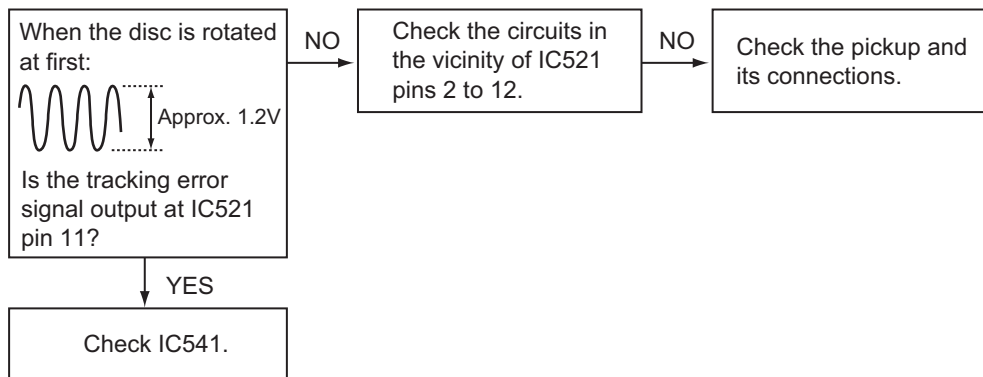 When the disc is rotated
at first:
Approx. 1.2V
Is the tracking error
signal output at IC521
pin 11?
NO
Check the circuits in
the vicinity of IC521
pins 2 to 12.
NO
Check the pickup and
its connections.
YES
Check IC541.